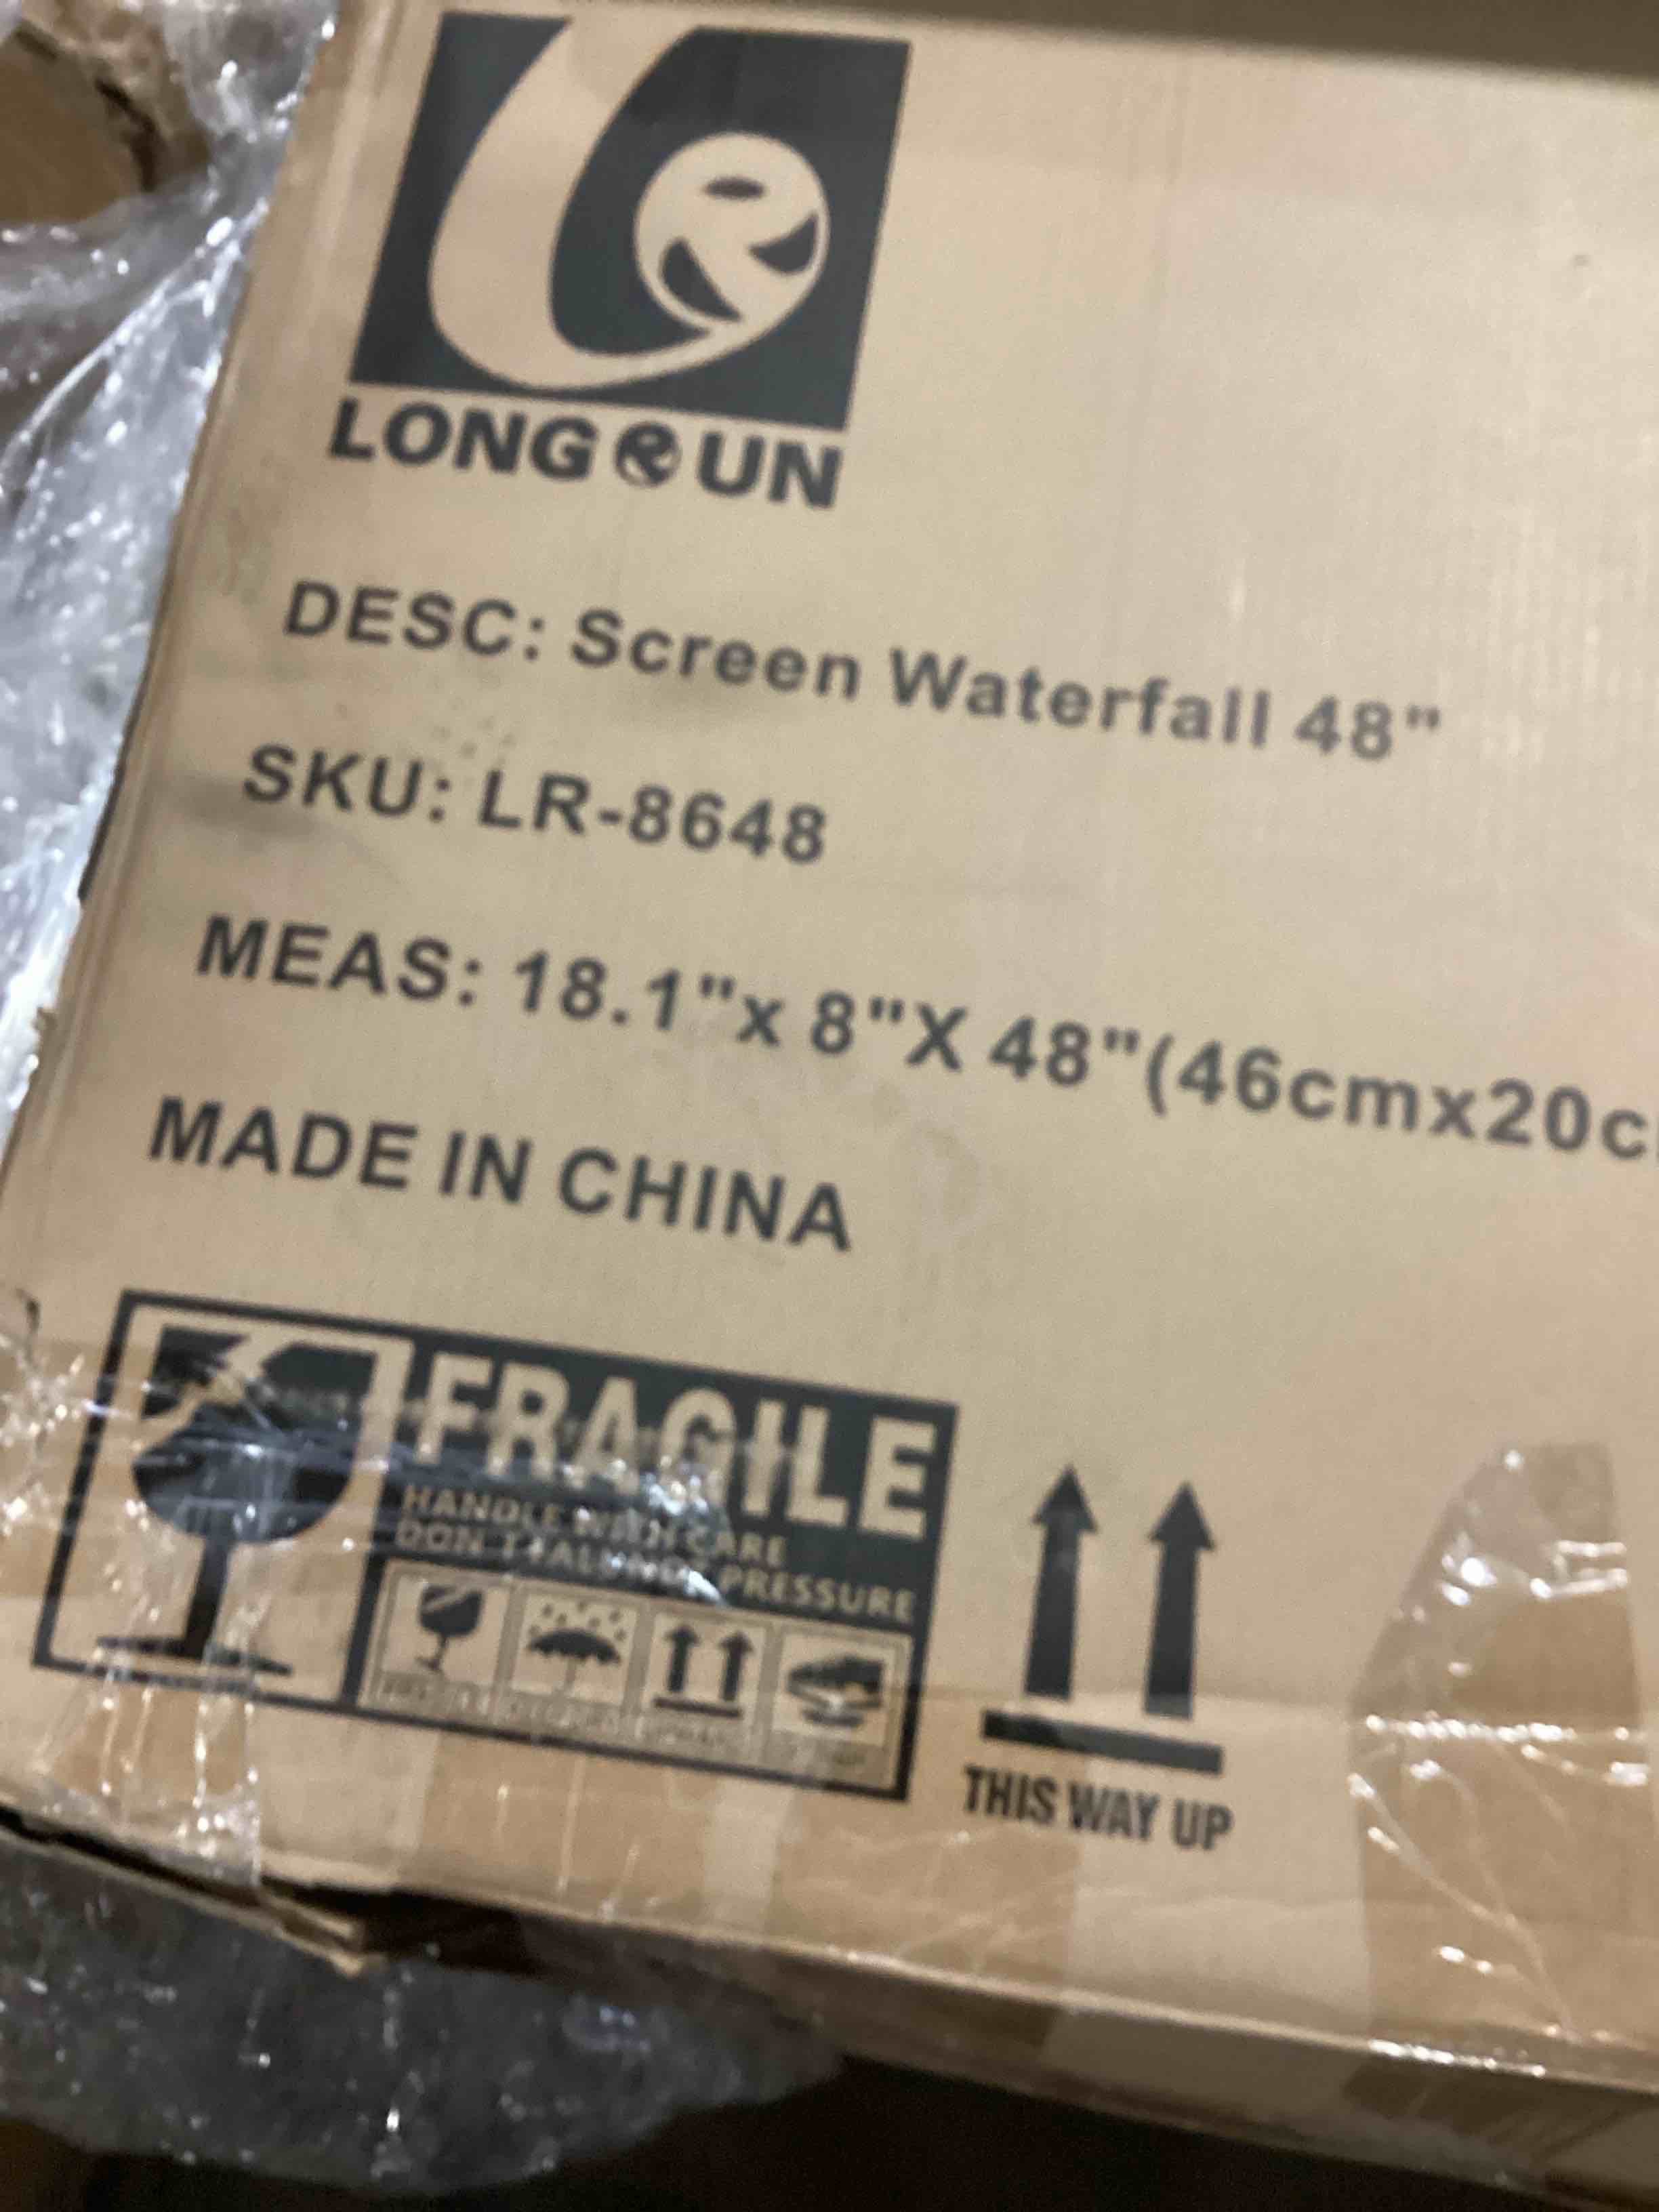 LONGRUN
DESC: Screen Waterfall 48"
SKU: LR-8648
MEAS: 18.1"x 8"X 48"(46cmx20c
MADE IN CHINA
FRAGILE
HANDLE WITH CARE
PRESSURE
THIS WAY UP